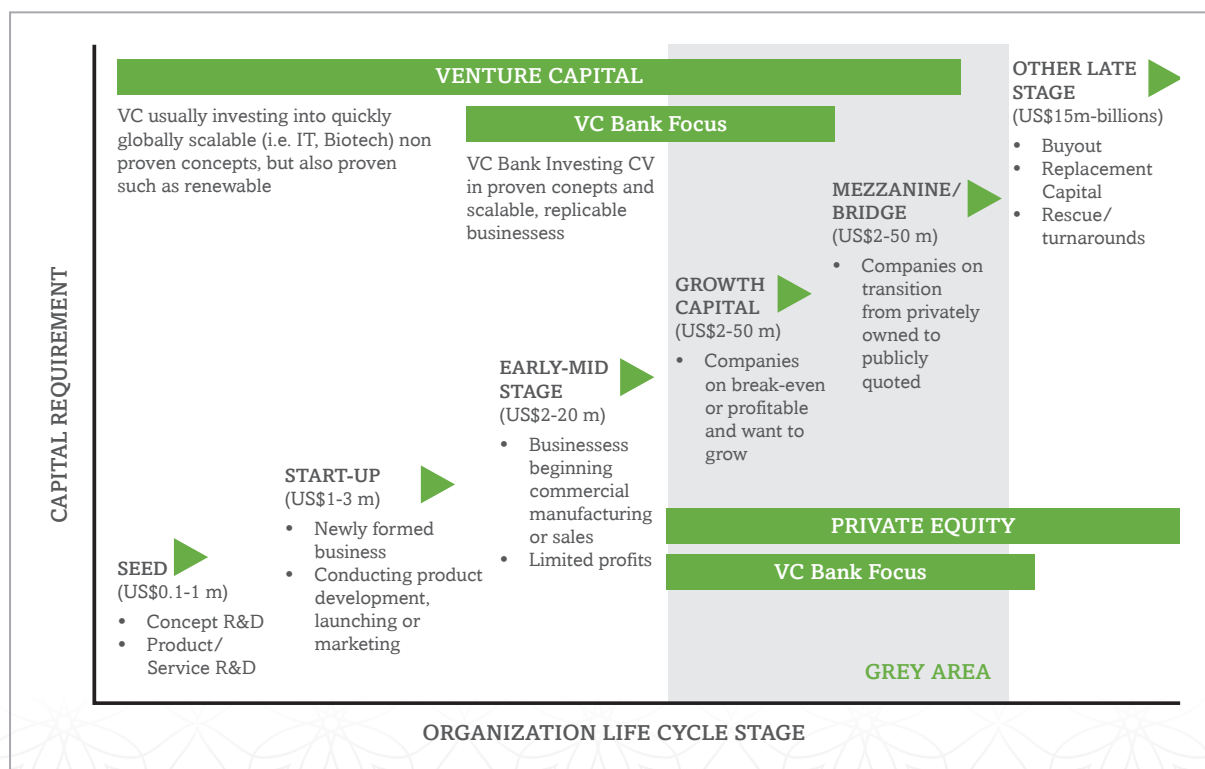 VENTURE CAPITAL
VC usually investing into quickly
globally scalable (i.e. IT, Biotech) non
proven concepts, but also proven
such as renewable
VC Bank Focus
VC Bank Investing CV
in proven conepts and
scalable, replicable
businessess
OTHER LATE
STAGE
(US$15m-billions)
• Buyout
• Replacement
Capital
• Rescue/
turnarounds
MEZZANINE/
BRIDGE
(US$2-50 m)
• Companies on
transition
from privately
owned to
publicly
quoted
GROWTH
CAPITAL
(US$2-50 m)
• Companies
on break-even
or profitable
and want to
grow
EARLY-MID
STAGE
(US$2-20 m)
• Businessess
beginning
commercial
manufacturing
or sales
• Limited profits
START-UP
(US$1-3 m)
• Newly formed
business
• Conducting product
development,
launching or
marketing
SEED
(US$0.1-1 m)
• Concept R&D
• Product/
Service R&D
PRIVATE EQUITY
VC Bank Focus
GREY AREA
CAPITAL REQUIREMENT
ORGANIZATION LIFE CYCLE STAGE